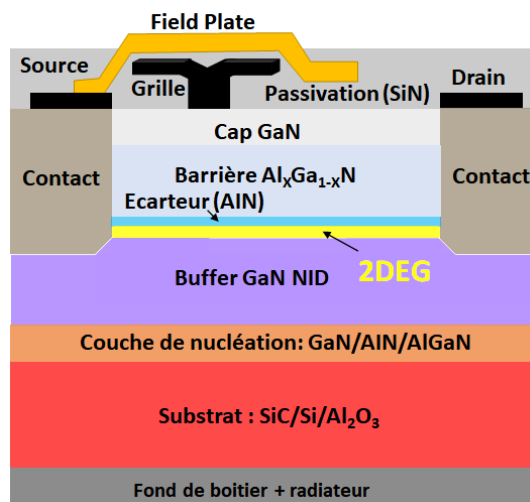 Field Plate
Source
Grille
Drain
Passivation (SiN)
Cap GaN
Contact
Barrière AlₓGa₁₋ₓN
Contact
Ecarteur (AlN)
2DEG
Buffer GaN NID
Couche de nucléation: GaN/AlN/AlGaN
Substrat : SiC/Si/Al₂O₃
Fond de boitier + radiateur